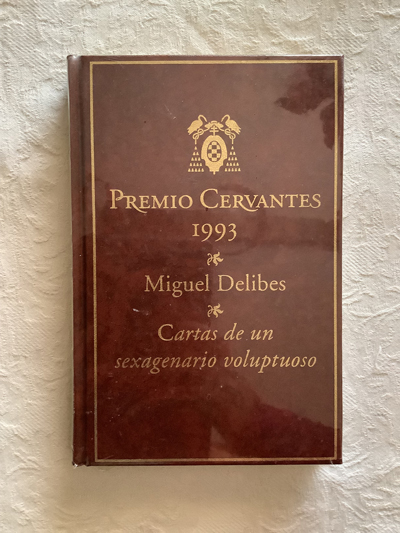 PREMIO CERVANTES
1993
Miguel Delibes
Cartas de un
sexagenario voluptuoso